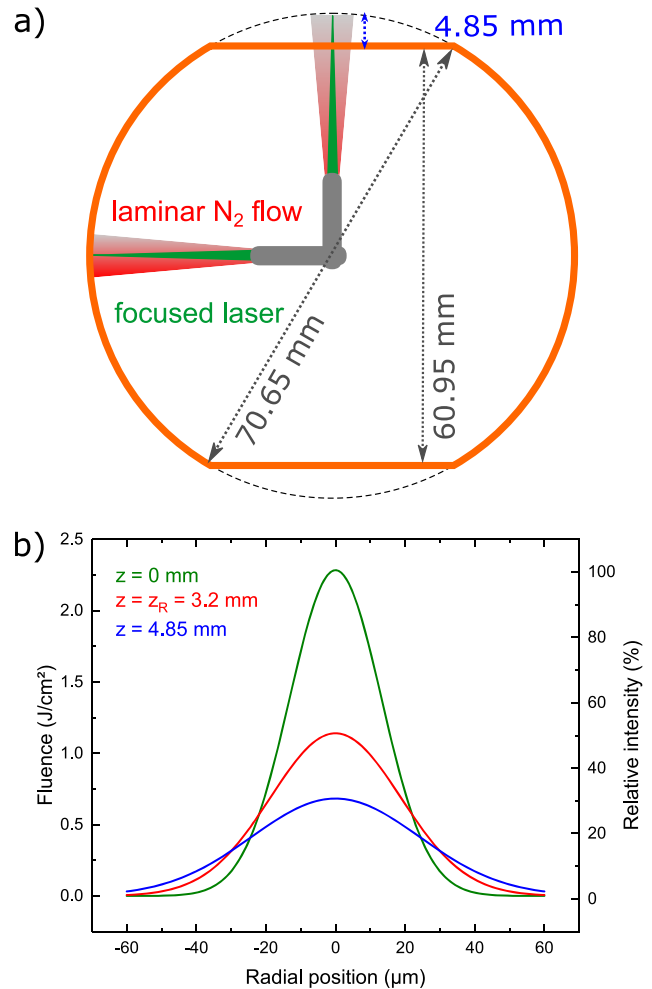 a)
4.85 mm
laminar N₂ flow
focused laser
70.65 mm
60.95 mm
b)
z = 0 mm
z = z_R = 3.2 mm
z = 4.85 mm
2.5
2.0
1.5
1.0
0.5
0.0
Fluence (J/cm²)
100
80
60
40
20
0
Relative intensity (%)
-60 -40 -20 0 20 40 60
Radial position (µm)